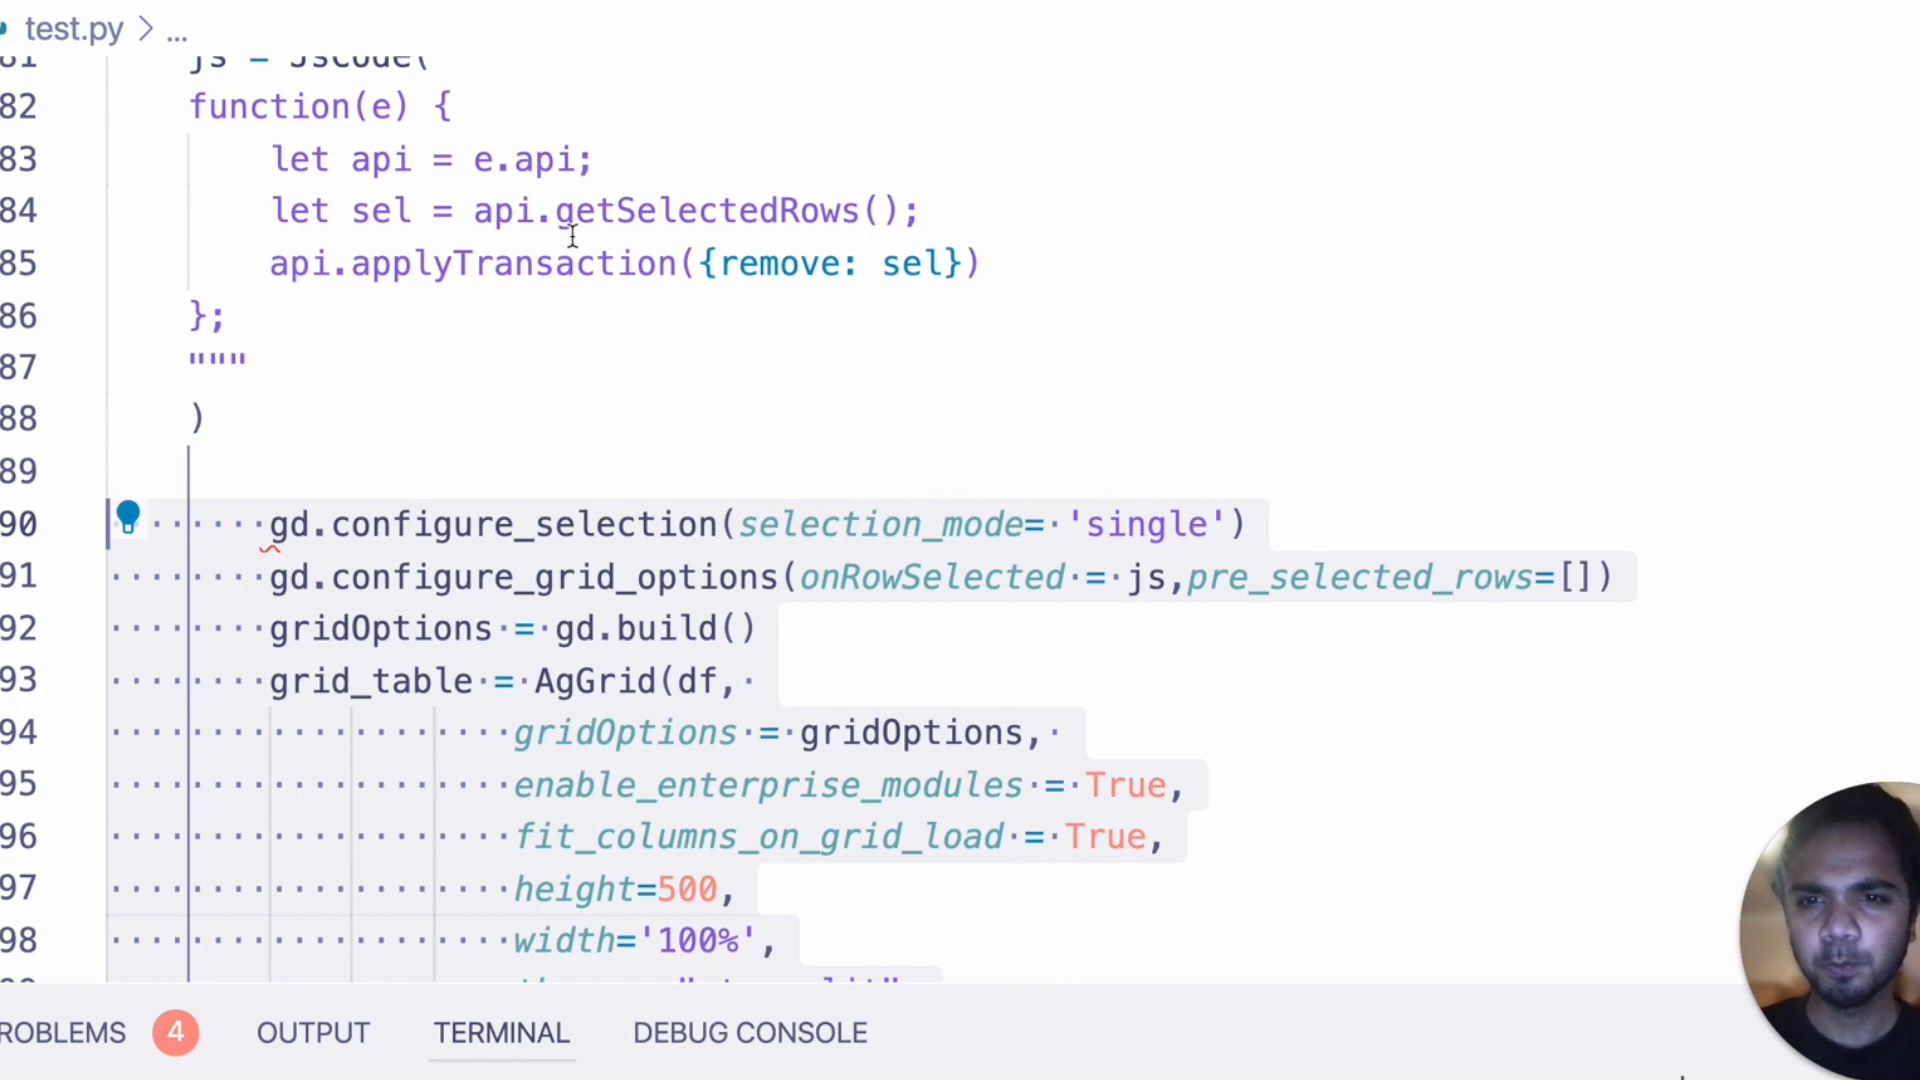 test.py > ...
81 js = JsCode(
82 function(e) {
83 let api = e.api;
84 let sel = api.getSelectedRows();
85 api.applyTransaction({remove: sel})
86 };
87 """
88 )
89
90 gd.configure_selection(selection_mode= 'single')
91 gd.configure_grid_options(onRowSelected = js,pre_selected_rows=[])
92 gridOptions = gd.build()
93 grid_table = AgGrid(df,
94 gridOptions = gridOptions,
95 enable_enterprise_modules = True,
96 fit_columns_on_grid_load = True,
97 height=500,
98 width='100%',
ROBLEMS 4 OUTPUT TERMINAL DEBUG CONSOLE